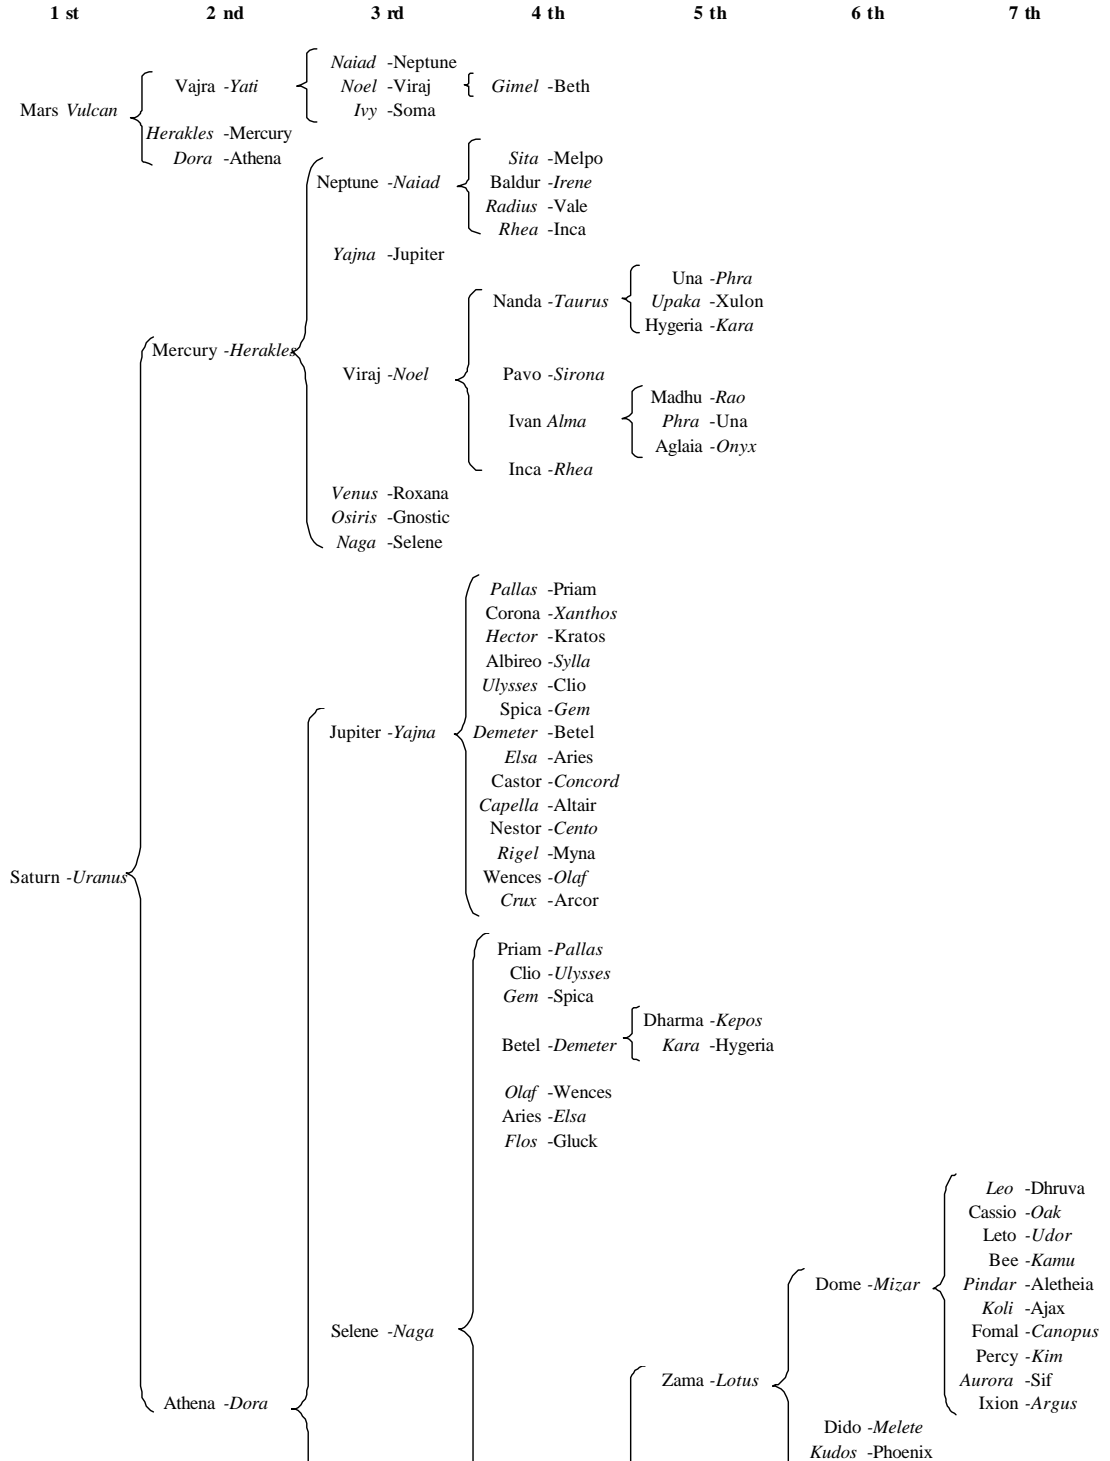 1 st 2 nd 3 rd 4 th 5 th 6 th 7 th
Naiad -Neptune
Vajra -Yati Noel -Viraj Gimel -Beth
Mars Vulcan Ivy -Soma
Herakles -Mercury
Dora -Athena Sita -Melpo
Neptune -Naiad Baldur -Irene
Radius -Vale
Rhea -Inca
Yajna -Jupiter
Una -Phra
Nanda -Taurus Upaka -Xulon
Hygeria -Kara
Mercury -Herakles
Viraj -Noel Pavo -Sirona
Madhu -Rao
Ivan Alma Phra -Una
Aglaia -Onyx
Inca -Rhea
Venus -Roxana
Osiris -Gnostic
Naga -Selene
Pallas -Priam
Corona -Xanthos
Hector -Kratos
Albireo -Sylla
Ulysses -Clio
Spica -Gem
Jupiter -Yajna Demeter -Betel
Elsa -Aries
Castor -Concord
Capella -Altair
Nestor -Cento
Rigel -Myna
Saturn -Uranus Wences -Olaf
Crux -Arcor
Priam -Pallas
Clio -Ulysses
Gem -Spica
Dharma -Kepos
Betel -Demeter Kara -Hygeria
Olaf -Wences
Aries -Elsa
Flos -Gluck
Leo -Dhruva
Cassio -Oak
Leto -Udor
Bee -Kamu
Dome -Mizar Pindar -Aletheia
Koli -Ajax
Selene -Naga Fomal -Canopus
Percy -Kim
Zama -Lotus Aurora -Sif
Athena -Dora Ixion -Argus
Dido -Melete
Kudos -Phoenix